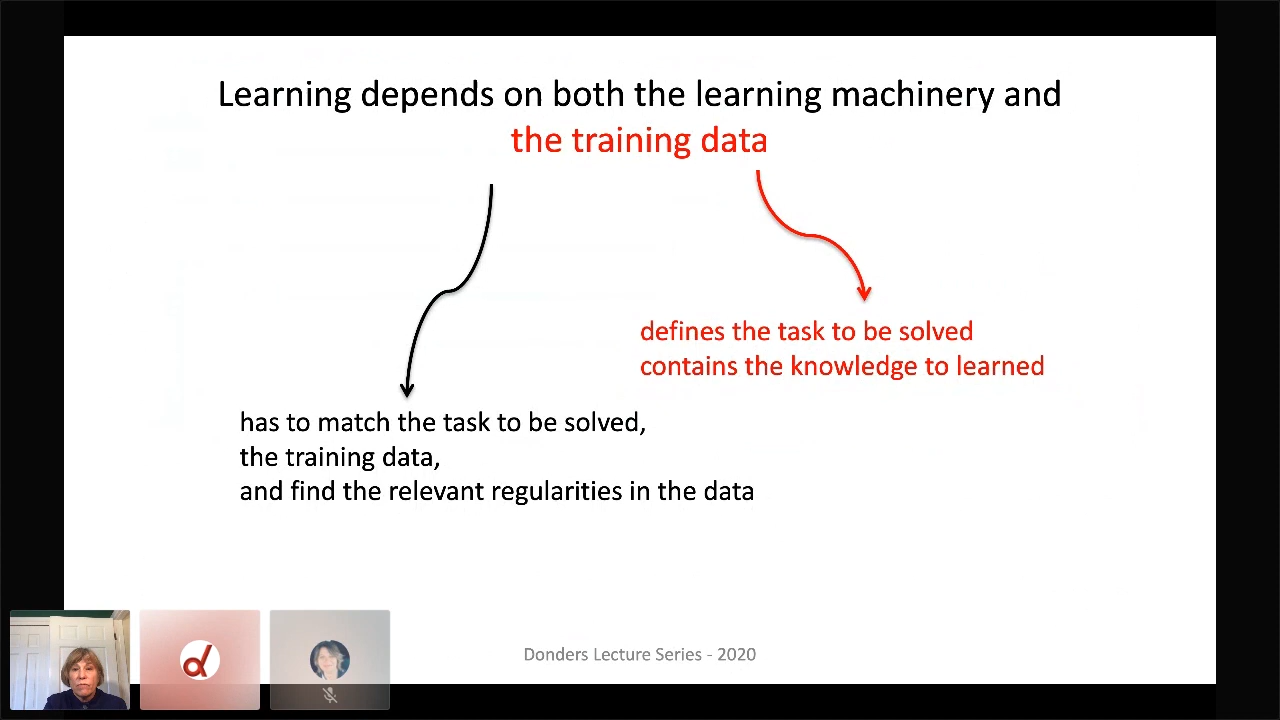 Learning depends on both the learning machinery and
the training data
defines the task to be solved
contains the knowledge to learned
has to match the task to be solved,
the training data,
and find the relevant regularities in the data
Donders Lecture Series - 2020